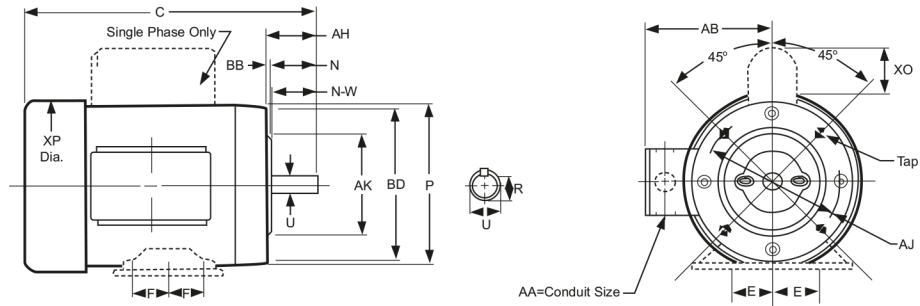 C
Single Phase Only
AH
BB
N
N-W
XP
Dia.
AK
BD
P
U
F
F
R
U
AB
45°
45°
XO
Tap
AJ
AA=Conduit Size
E
E